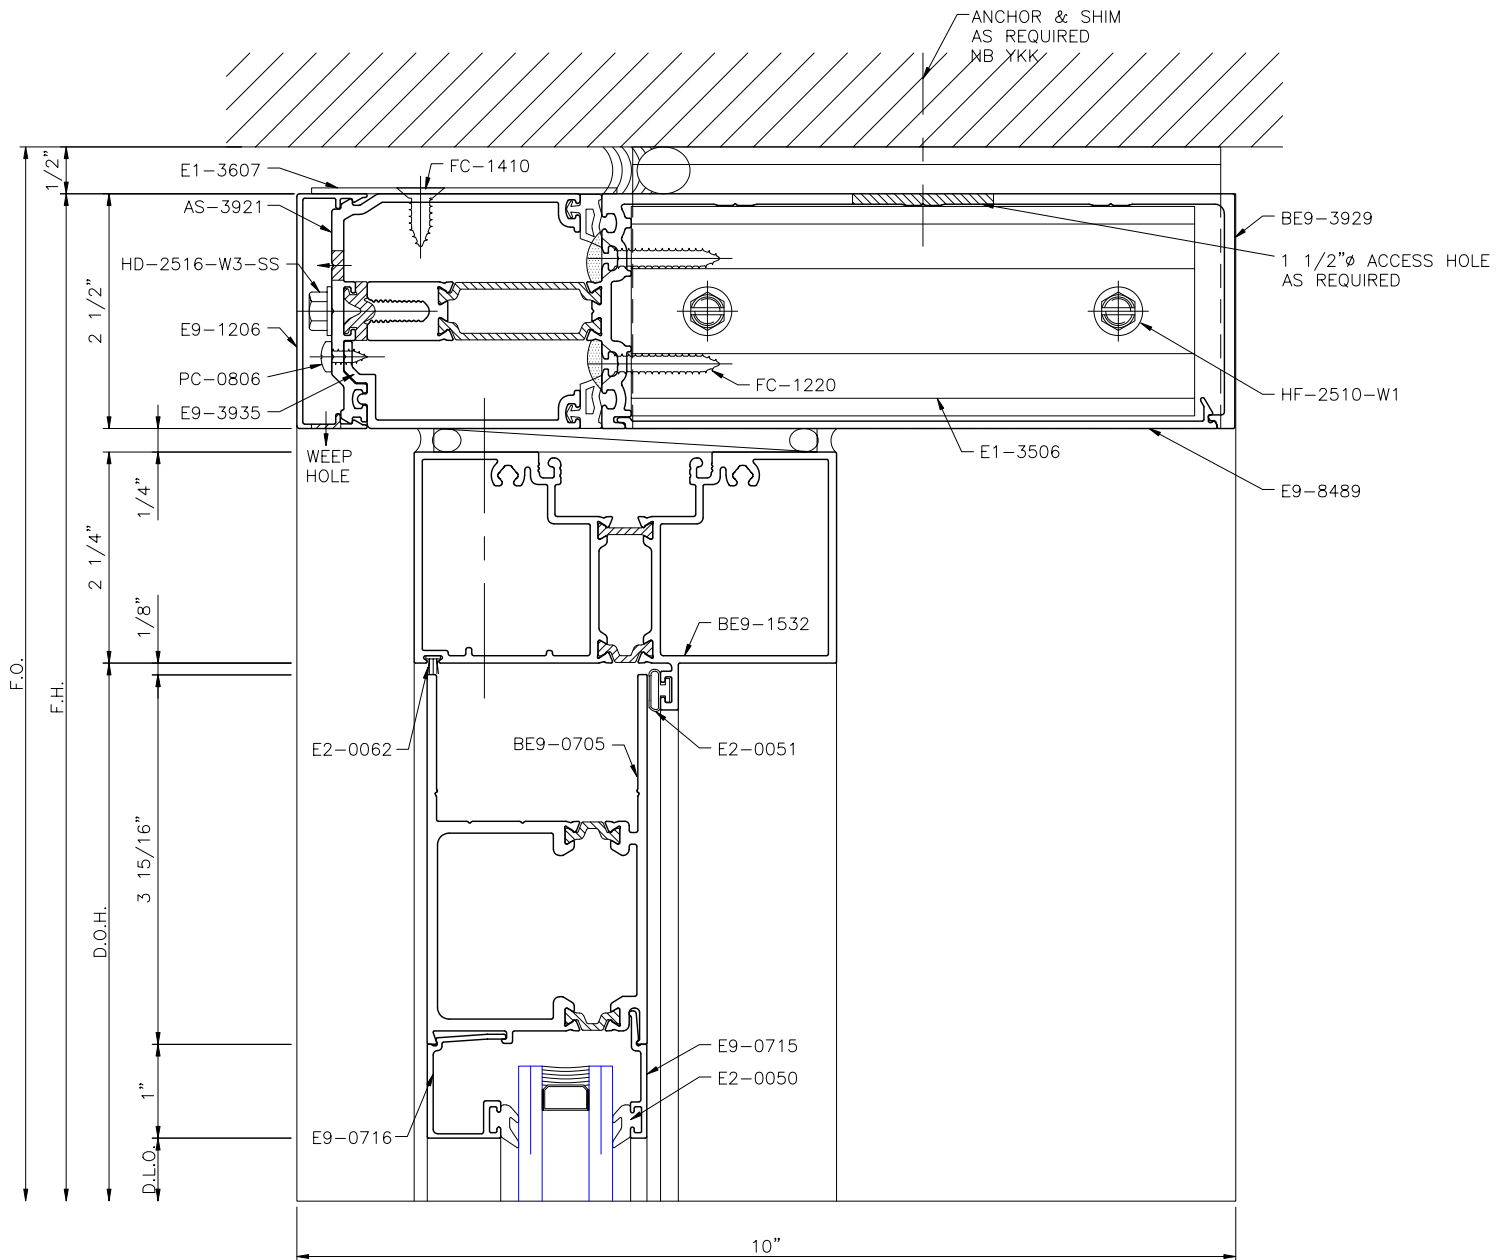 ANCHOR & SHIM
AS REQUIRED
NB YKK
1/2"
E1-3607
FC-1410
AS-3921
BE9-3929
HD-2516-W3-SS
1 1/2"ø ACCESS HOLE
AS REQUIRED
2 1/2"
E9-1206
PC-0806
FC-1220
HF-2510-W1
E9-3935
E1-3506
WEEP
HOLE
E9-8489
1/4"
2 1/4"
1/8"
BE9-1532
F.O.
F.H.
E2-0062
BE9-0705
E2-0051
3 15/16"
D.O.H.
E9-0715
E2-0050
1"
E9-0716
D.L.O.
10"